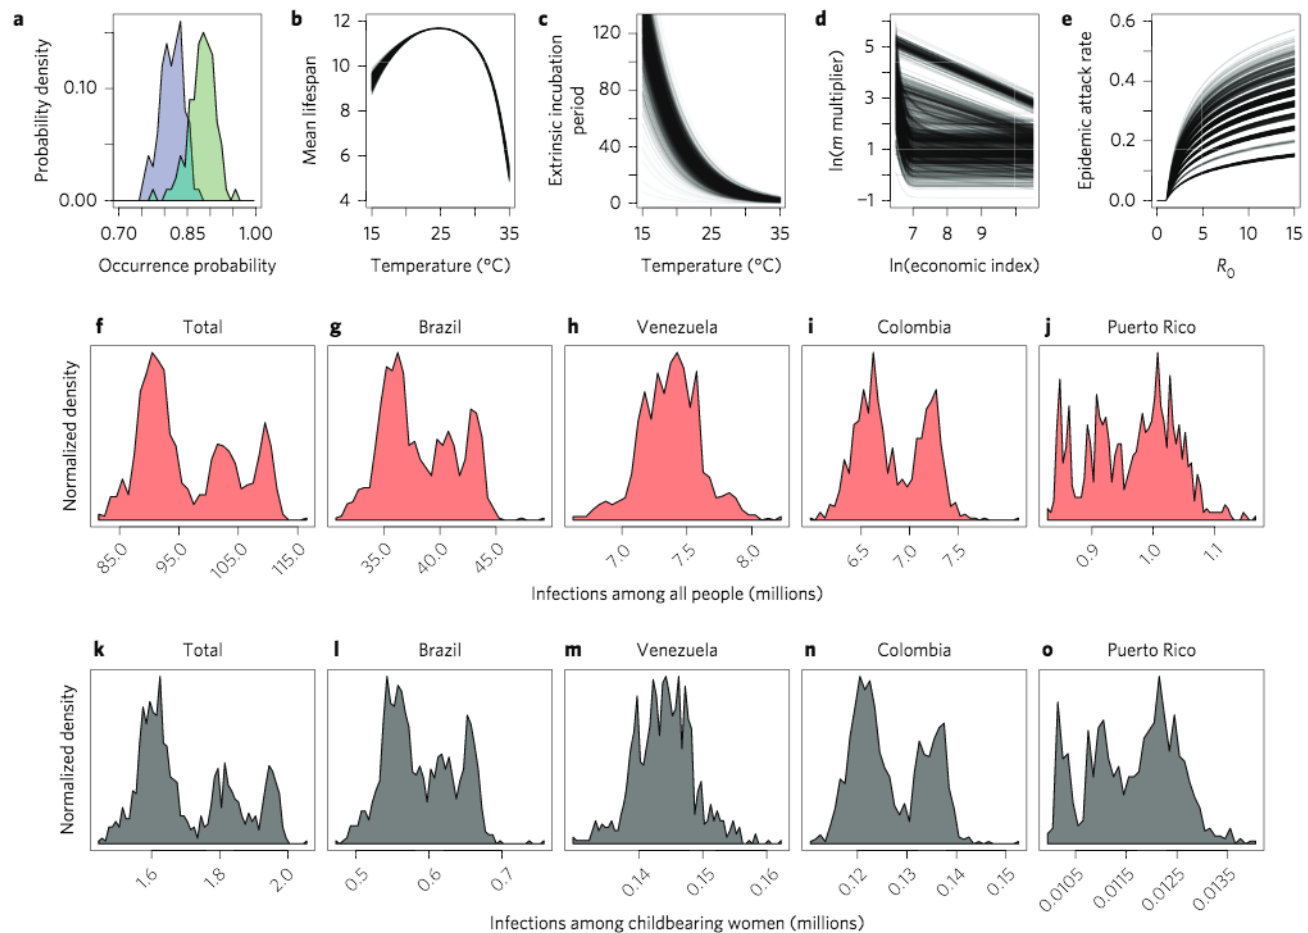 a
Probability density
0.10
0.00
0.70 0.85 1.00
Occurrence probability
b
Mean lifespan
12
10
8
6
4
15 25 35
Temperature (°C)
c
Extrinsic incubation
period
120
80
40
0
15 25 35
Temperature (°C)
d
ln(m multiplier)
5
3
1
−1
7 8 9
ln(economic index)
e
Epidemic attack rate
0.6
0.4
0.2
0.0
0 5 10 15
R0
f Total
Normalized density
85.0 95.0 105.0 115.0
g Brazil
35.0 40.0 45.0
h Venezuela
7.0 7.5 8.0
i Colombia
6.5 7.0 7.5
j Puerto Rico
0.9 1.0 1.1
Infections among all people (millions)
k Total
Normalized density
1.6 1.8 2.0
l Brazil
0.5 0.6 0.7
m Venezuela
0.14 0.15 0.16
n Colombia
0.12 0.13 0.14 0.15
o Puerto Rico
0.0105 0.0115 0.0125 0.0135
Infections among childbearing women (millions)